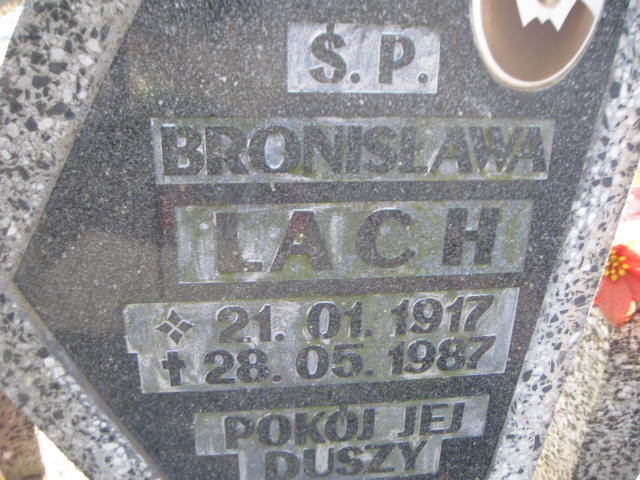 Ś.P.
BRONISŁAWA
LACH
21.01.1917
† 28.05.1987
POKÓJ JEJ
DUSZY